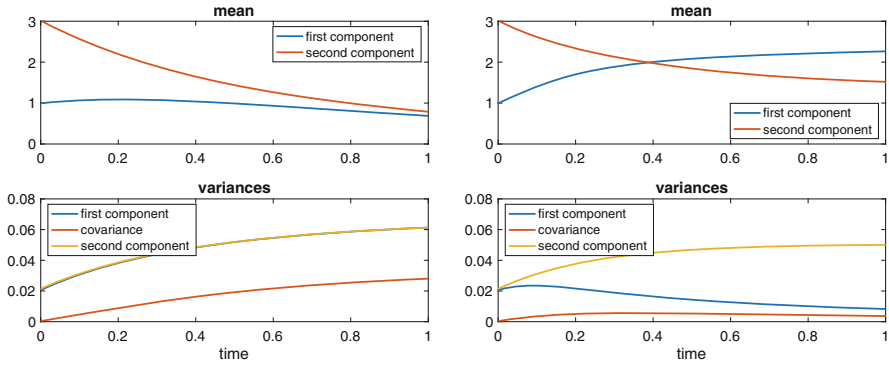 mean
3
2
1
0
first component
second component
0
0.2
0.4
0.6
0.8
1
mean
3
2
1
0
first component
second component
0
0.2
0.4
0.6
0.8
1
variances
0.08
0.06
0.04
0.02
0
first component
covariance
second component
0
0.2
0.4
0.6
0.8
1
time
variances
0.08
0.06
0.04
0.02
0
first component
covariance
second component
0
0.2
0.4
0.6
0.8
1
time